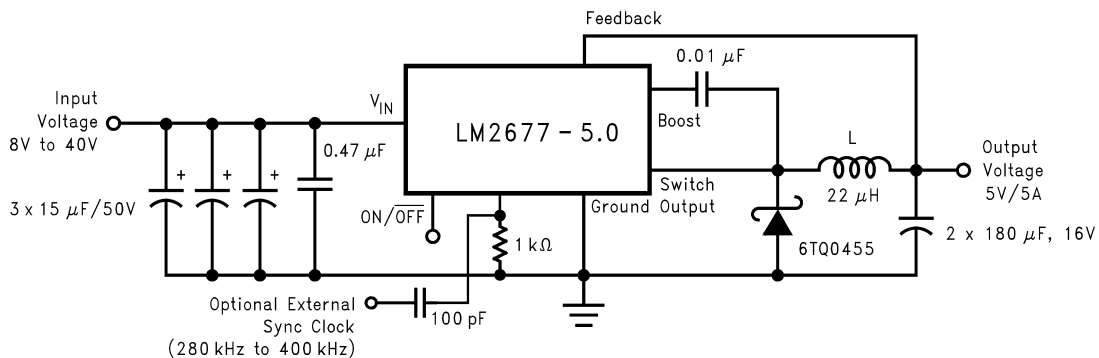 Feedback
0.01 μF
Input
Voltage
8V to 40V
V_IN
LM2677 - 5.0
Boost
0.47 μF
3 x 15 μF/50V
ON/OFF
Ground
Switch
Output
L
22 μH
Output
Voltage
5V/5A
1 kΩ
6TQ045S
2 x 180 μF, 16V
Optional External
Sync Clock
(280 kHz to 400 kHz)
100 pF